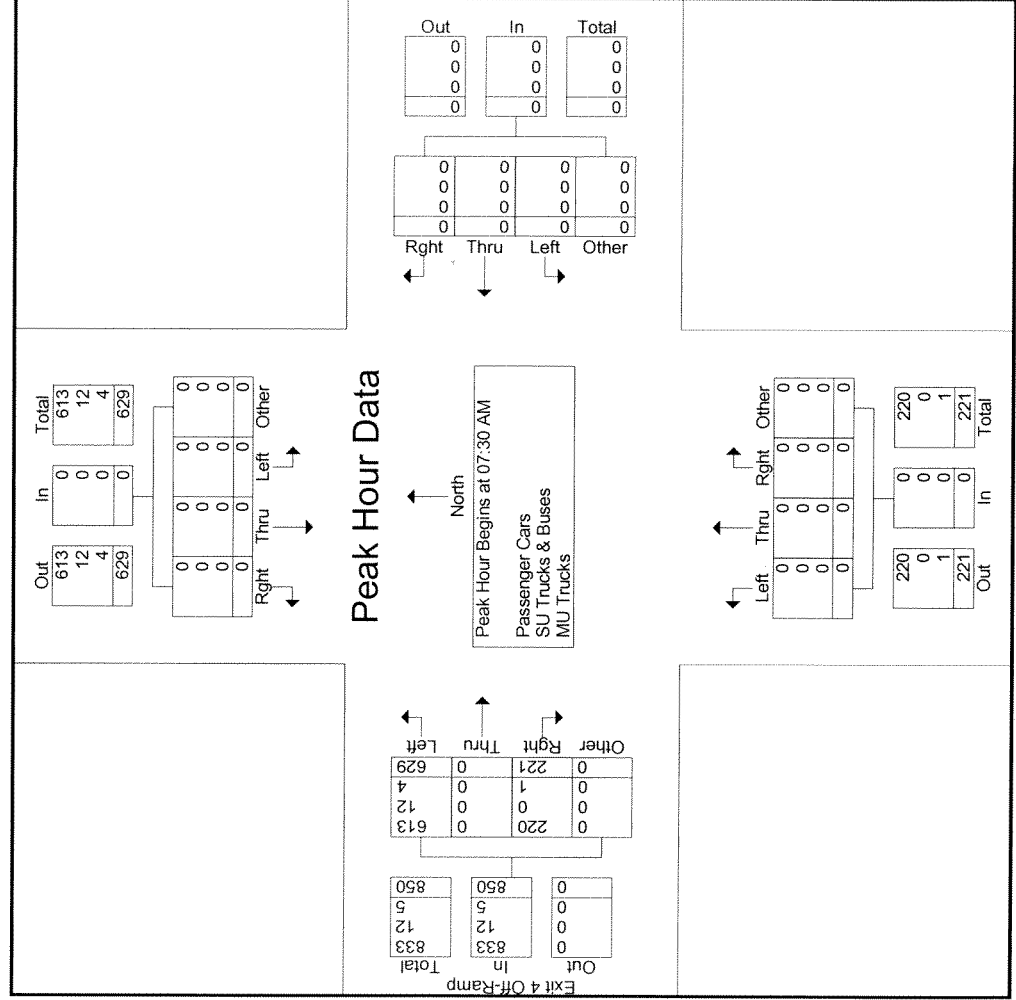 Out In Total
0 0 0
0 0 0
0 0 0
0 0 0
0 0 0 0
0 0 0 0
0 0 0 0
0 0 0 0
Rght Thru Left Other
Out In Total
613 0 613
12 0 12
4 0 4
629 0 629
0 0 0 0
0 0 0 0
0 0 0 0
0 0 0 0
Rght Thru Left Other
Peak Hour Data
North
Peak Hour Begins at 07:30 AM
Passenger Cars
SU Trucks & Buses
MU Trucks
Left Thru Rght Other
0 0 0 0
0 0 0 0
0 0 0 0
0 0 0 0
220 0 220
0 0 0
1 0 1
221 0 221
Out In Total
Exit 4 Off-Ramp
Out In Total
0 833 833
0 12 12
0 5 5
0 850 850
0 220 0 613
0 0 0 12
0 1 0 4
0 221 0 629
Other Rght Thru Left